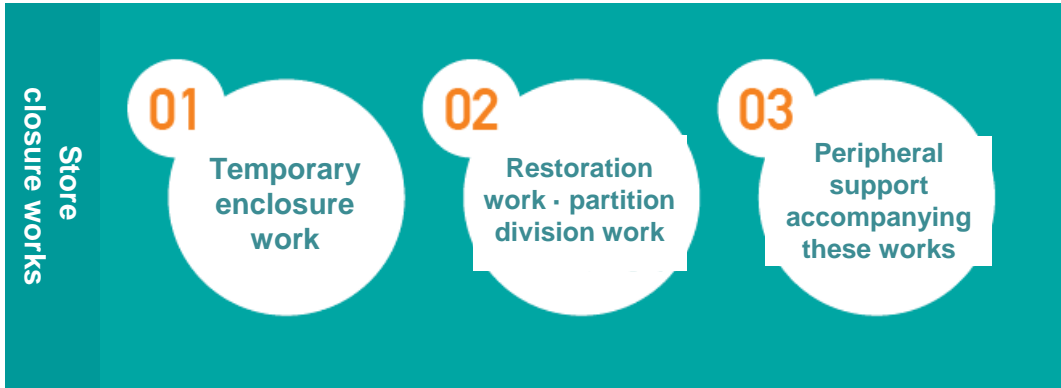 Store
closure works
01
Temporary
enclosure
work
02
Restoration
work · partition
division work
03
Peripheral
support
accompanying
these works